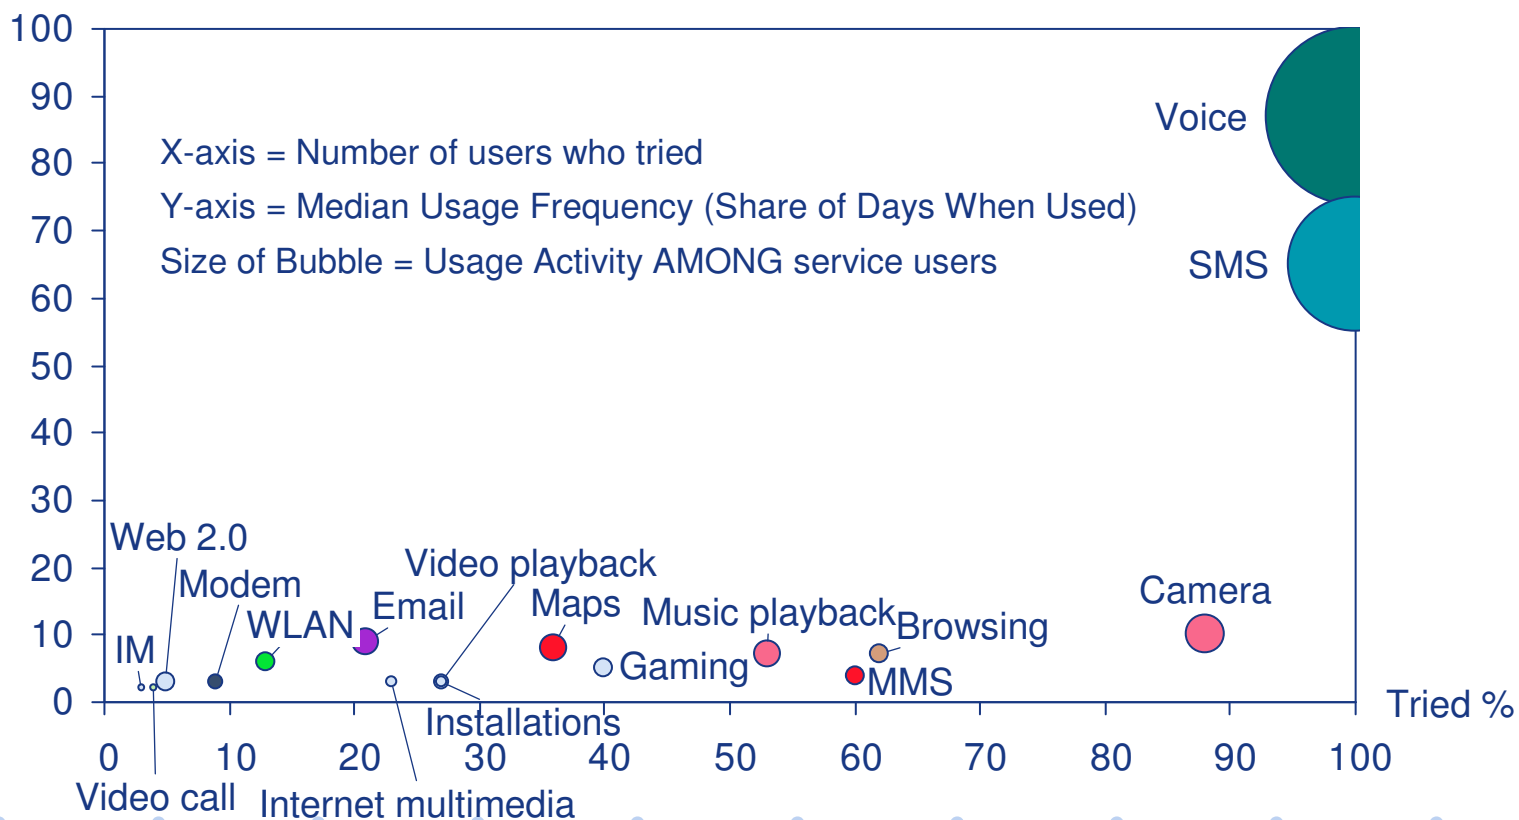 100
90
80
70
60
50
40
30
20
10
0
X-axis = Number of users who tried
Y-axis = Median Usage Frequency (Share of Days When Used)
Size of Bubble = Usage Activity AMONG service users
Voice
SMS
Web 2.0
Modem
IM
WLAN
Email
Video playback
Maps
Music playback
Gaming
Browsing
MMS
Camera
Installations
Tried %
0 10 20 30 40 50 60 70 80 90 100
Video call
Internet multimedia